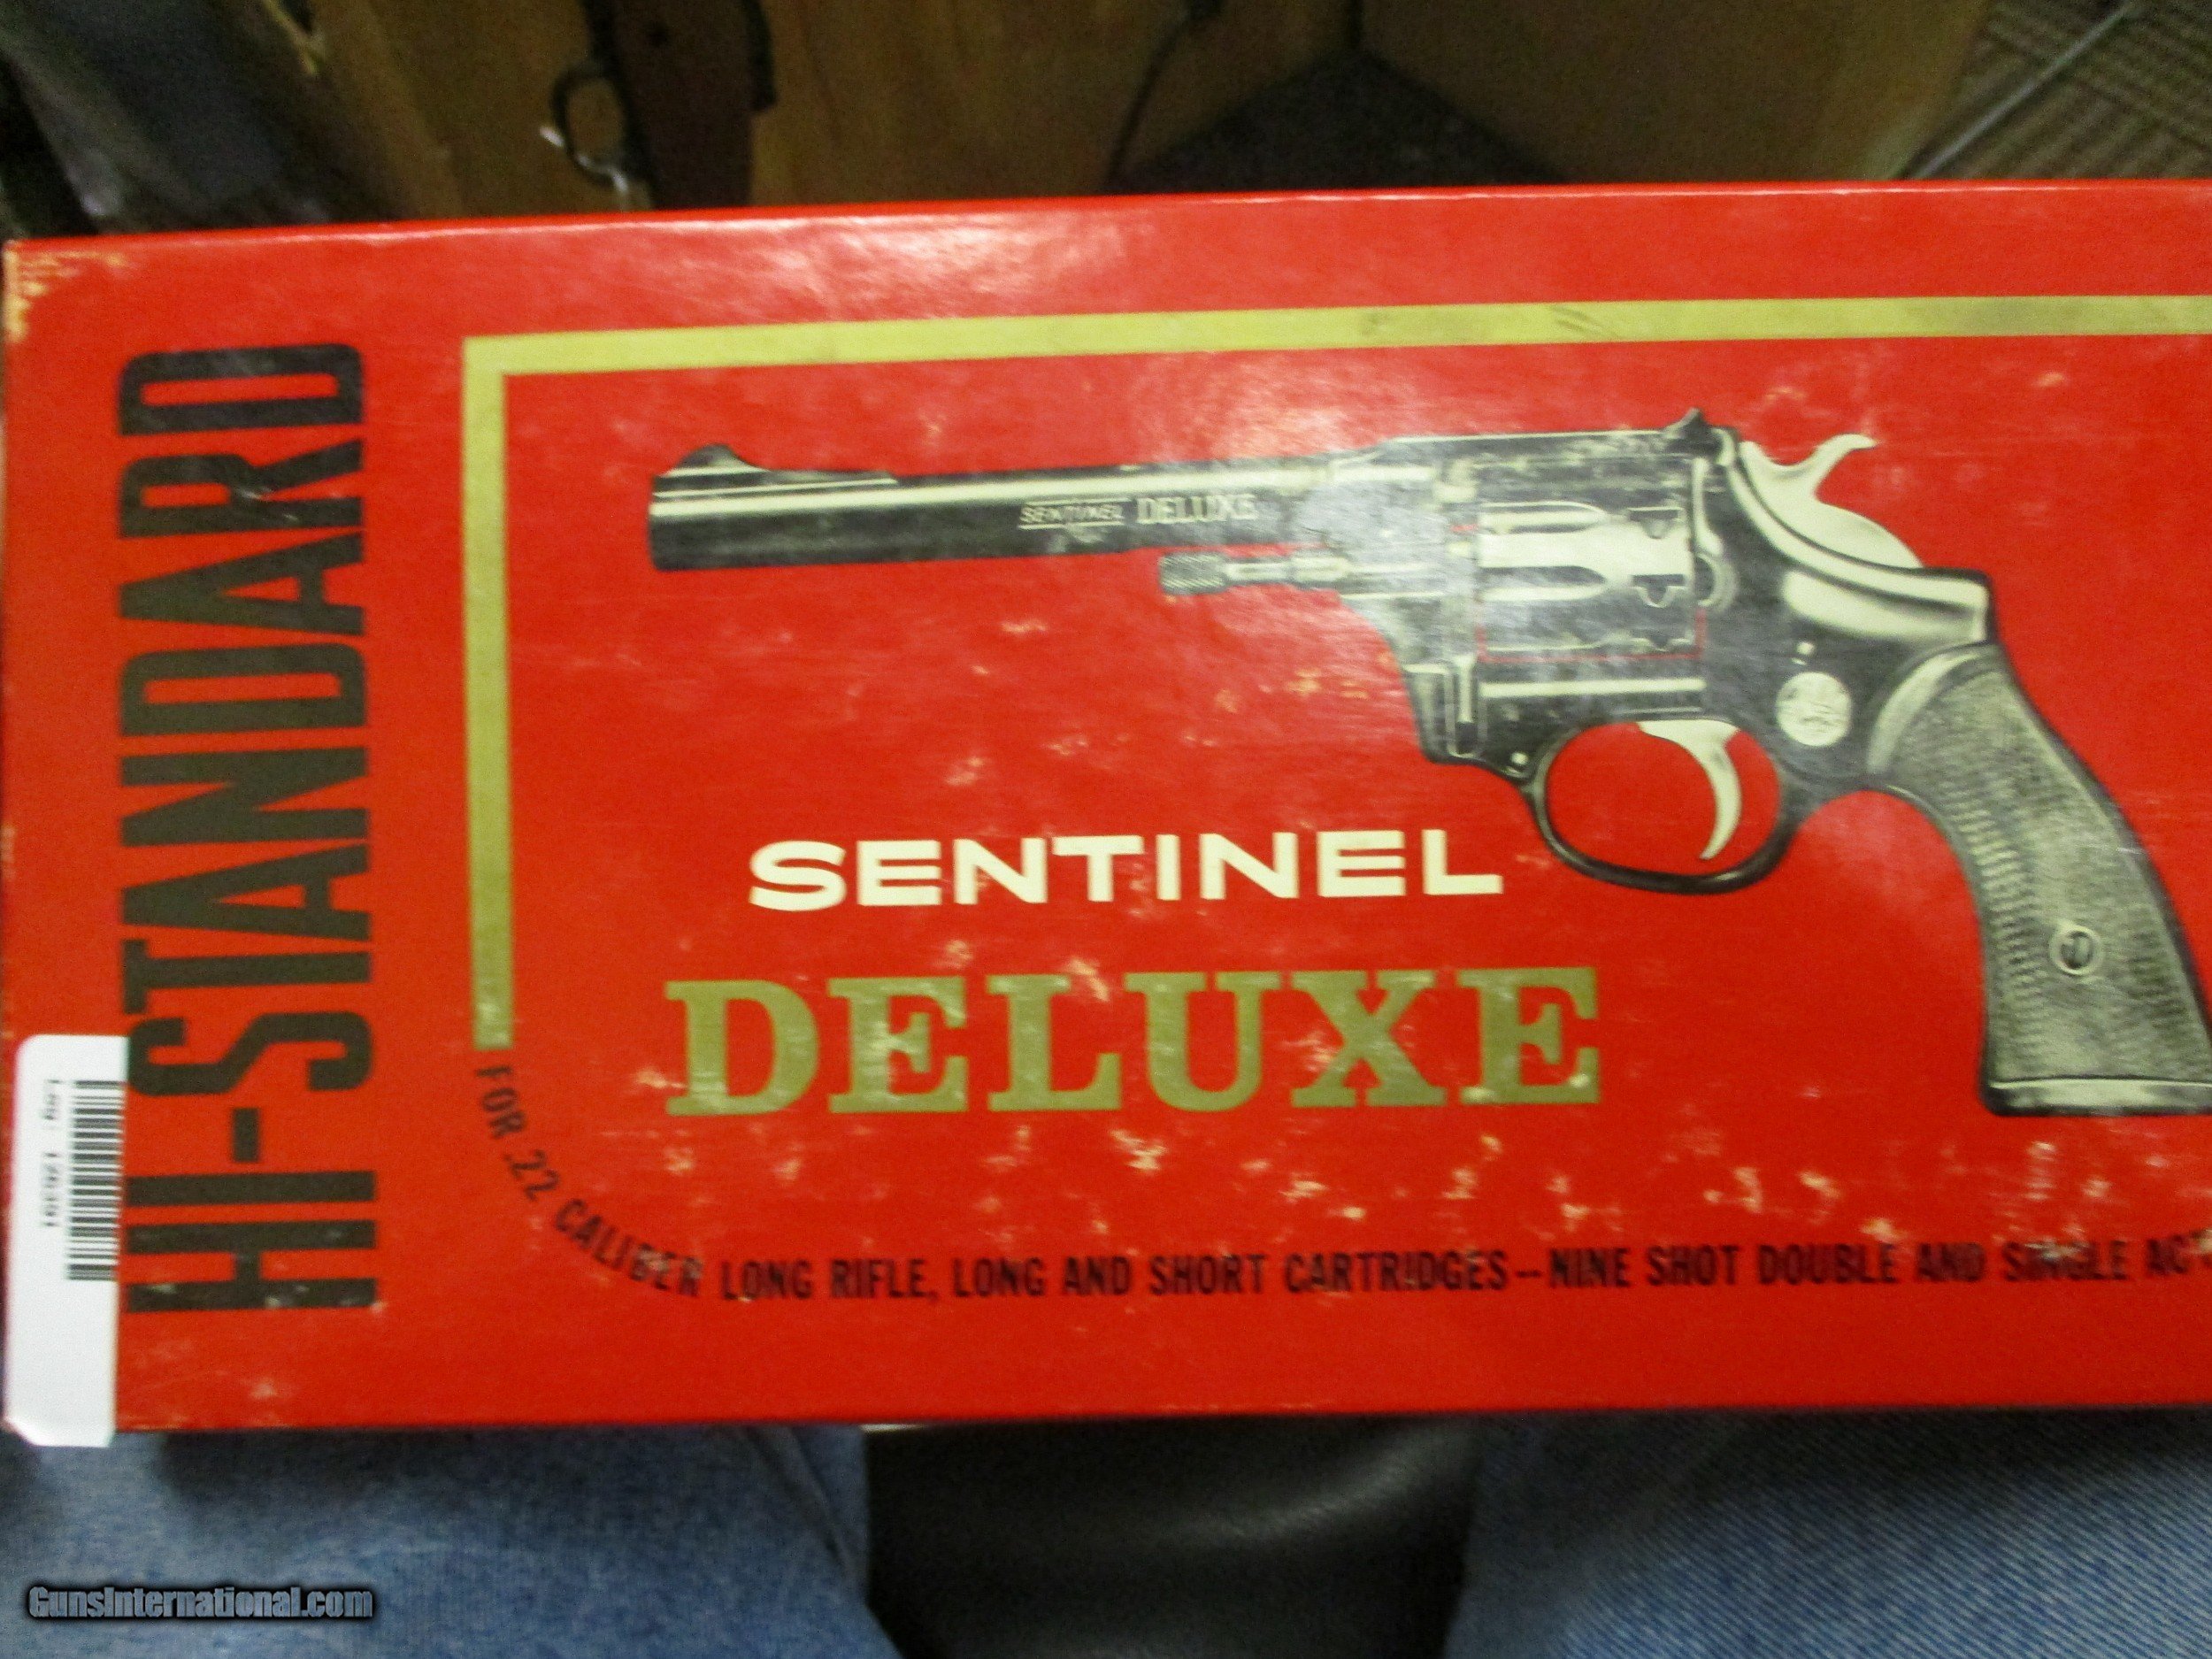 HI-STANDARD
SENTINEL DELUXE
SENTINEL
DELUXE
FOR .22 CALIBER LONG RIFLE, LONG AND SHORT CARTRIDGES—NINE SHOT DOUBLE AND SINGLE ACT
GunsInternational.com